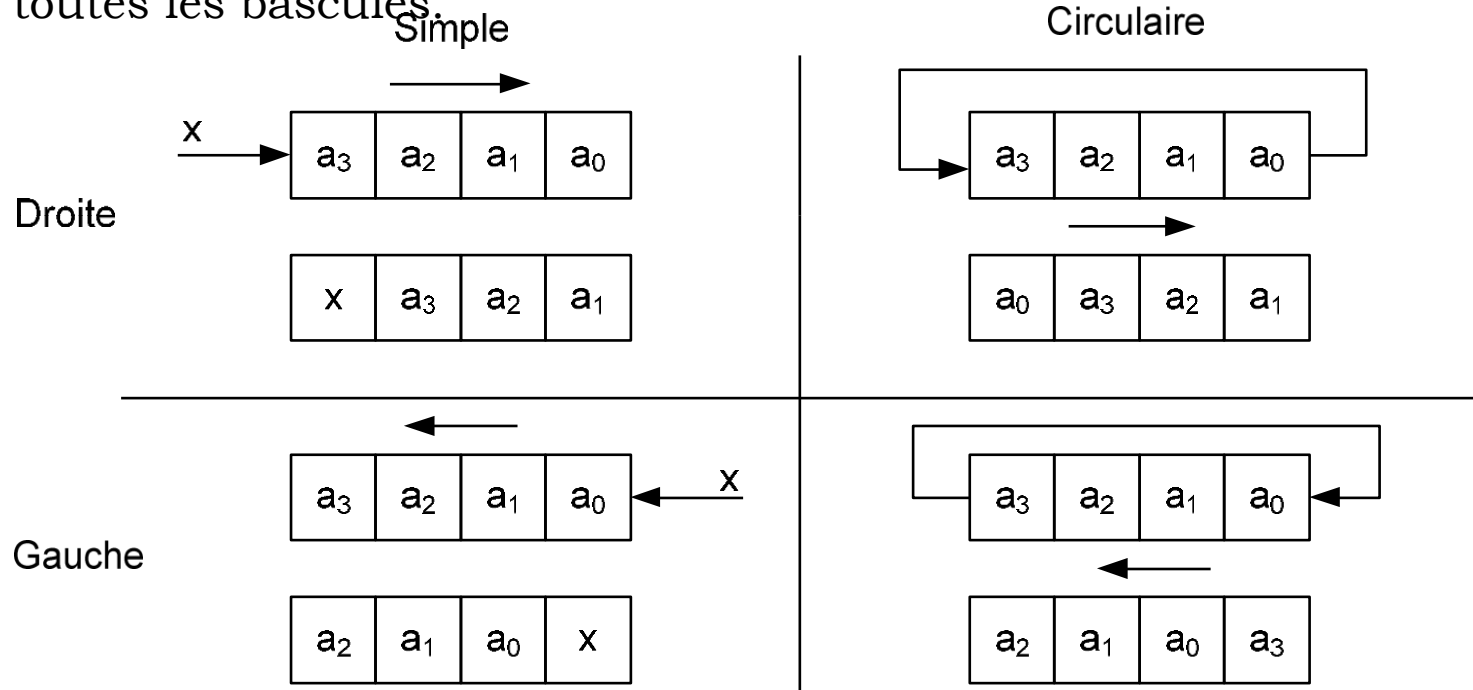 toutes les bascules.
Simple
Circulaire
x
a₃ a₂ a₁ a₀
a₃ a₂ a₁ a₀
Droite
x a₃ a₂ a₁
a₀ a₃ a₂ a₁
a₃ a₂ a₁ a₀
x
a₃ a₂ a₁ a₀
Gauche
a₂ a₁ a₀ x
a₂ a₁ a₀ a₃